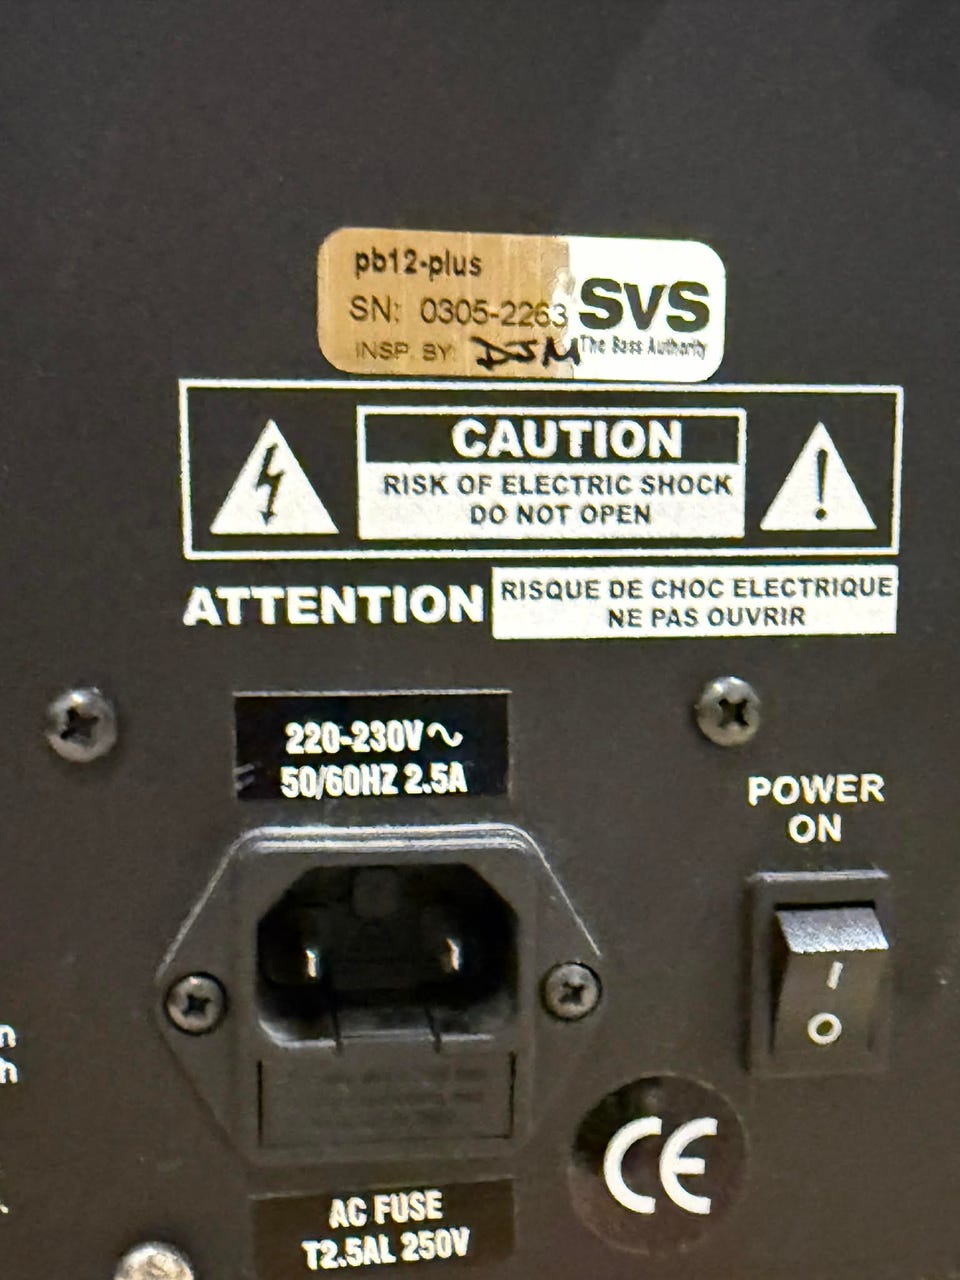 pb12-plus
SN: 0305-2263
INSP. BY: DJM
SVS
The Bass Authority
CAUTION
RISK OF ELECTRIC SHOCK
DO NOT OPEN
ATTENTION
RISQUE DE CHOC ELECTRIQUE
NE PAS OUVRIR
220-230V~
50/60HZ 2.5A
POWER
ON
CE
AC FUSE
T2.5AL 250V